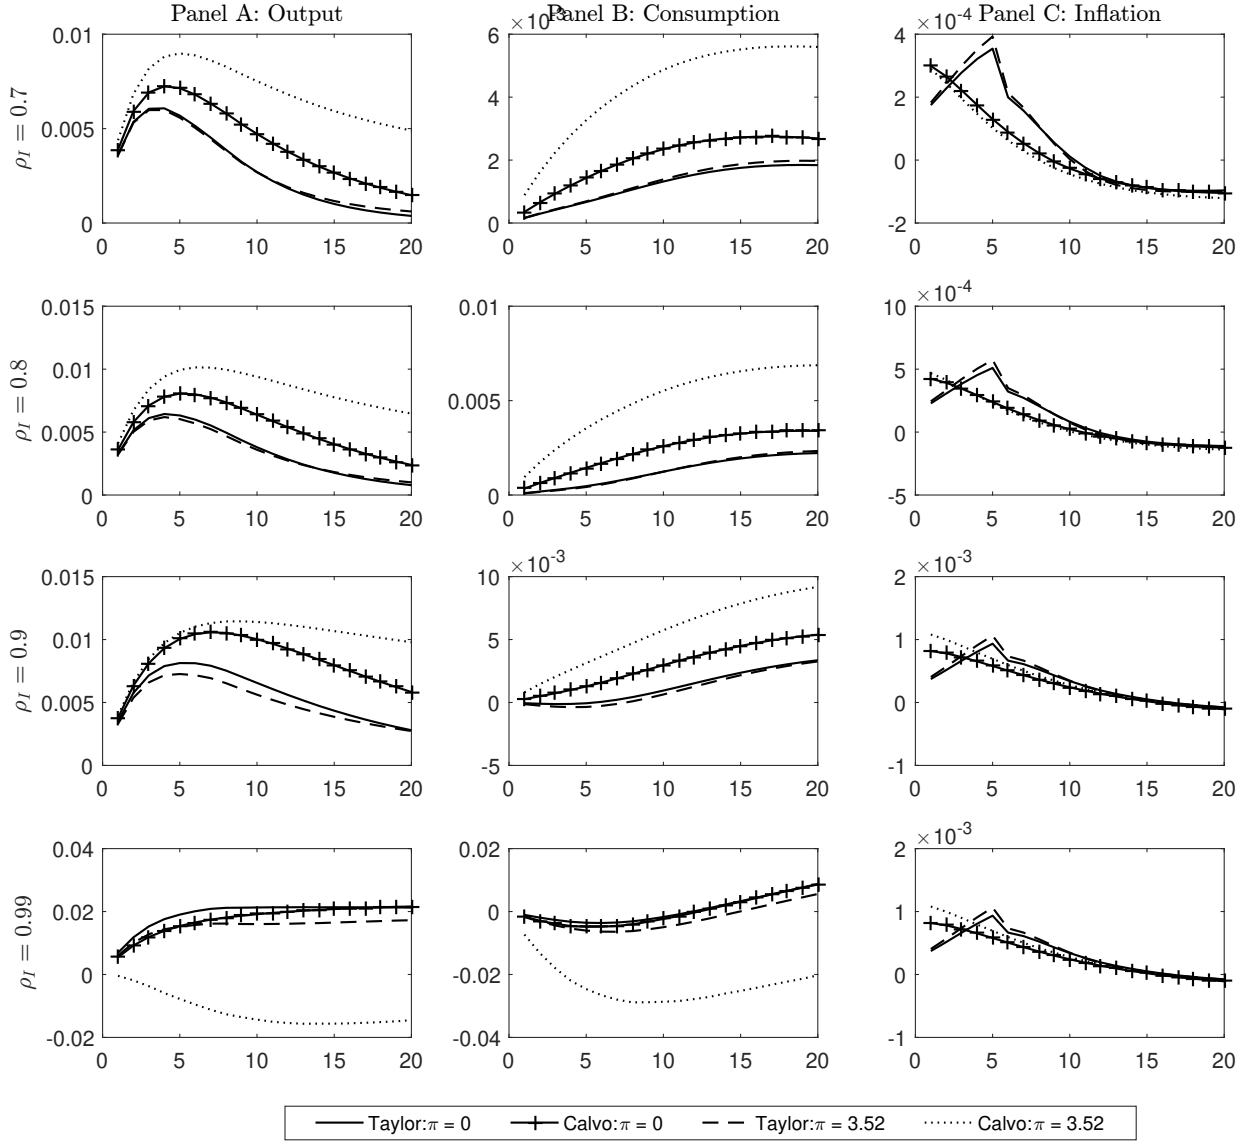 Panel A: Output
Panel B: Consumption
Panel C: Inflation
ρI = 0.7
0.01
0.005
0
0 5 10 15 20
×10-3
6
4
2
0
0 5 10 15 20
×10-4
4
2
0
-2
0 5 10 15 20
ρI = 0.8
0.015
0.01
0.005
0
0 5 10 15 20
0.01
0.005
0
0 5 10 15 20
×10-4
10
5
0
-5
0 5 10 15 20
ρI = 0.9
0.015
0.01
0.005
0
0 5 10 15 20
×10-3
10
5
0
-5
0 5 10 15 20
×10-3
2
1
0
-1
0 5 10 15 20
ρI = 0.99
0.04
0.02
0
-0.02
0 5 10 15 20
0.02
0
-0.02
-0.04
0 5 10 15 20
×10-3
2
1
0
-1
0 5 10 15 20
Taylor:π = 0 Calvo:π = 0 Taylor:π = 3.52 Calvo:π = 3.52